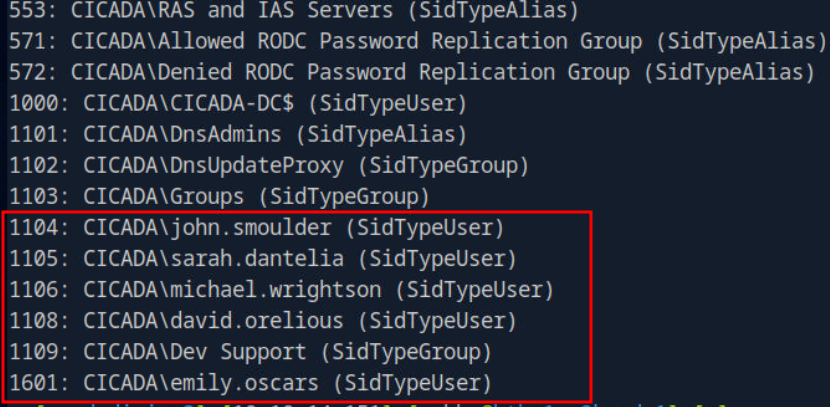 553: CICADA\RAS and IAS Servers (SidTypeAlias)
571: CICADA\Allowed RODC Password Replication Group (SidTypeAlias)
572: CICADA\Denied RODC Password Replication Group (SidTypeAlias)
1000: CICADA\CICADA-DC$ (SidTypeUser)
1101: CICADA\DnsAdmins (SidTypeAlias)
1102: CICADA\DnsUpdateProxy (SidTypeGroup)
1103: CICADA\Groups (SidTypeGroup)
1104: CICADA\john.smoulder (SidTypeUser)
1105: CICADA\sarah.dantelia (SidTypeUser)
1106: CICADA\michael.wrightson (SidTypeUser)
1108: CICADA\david.orelious (SidTypeUser)
1109: CICADA\Dev Support (SidTypeGroup)
1601: CICADA\emily.oscars (SidTypeUser)